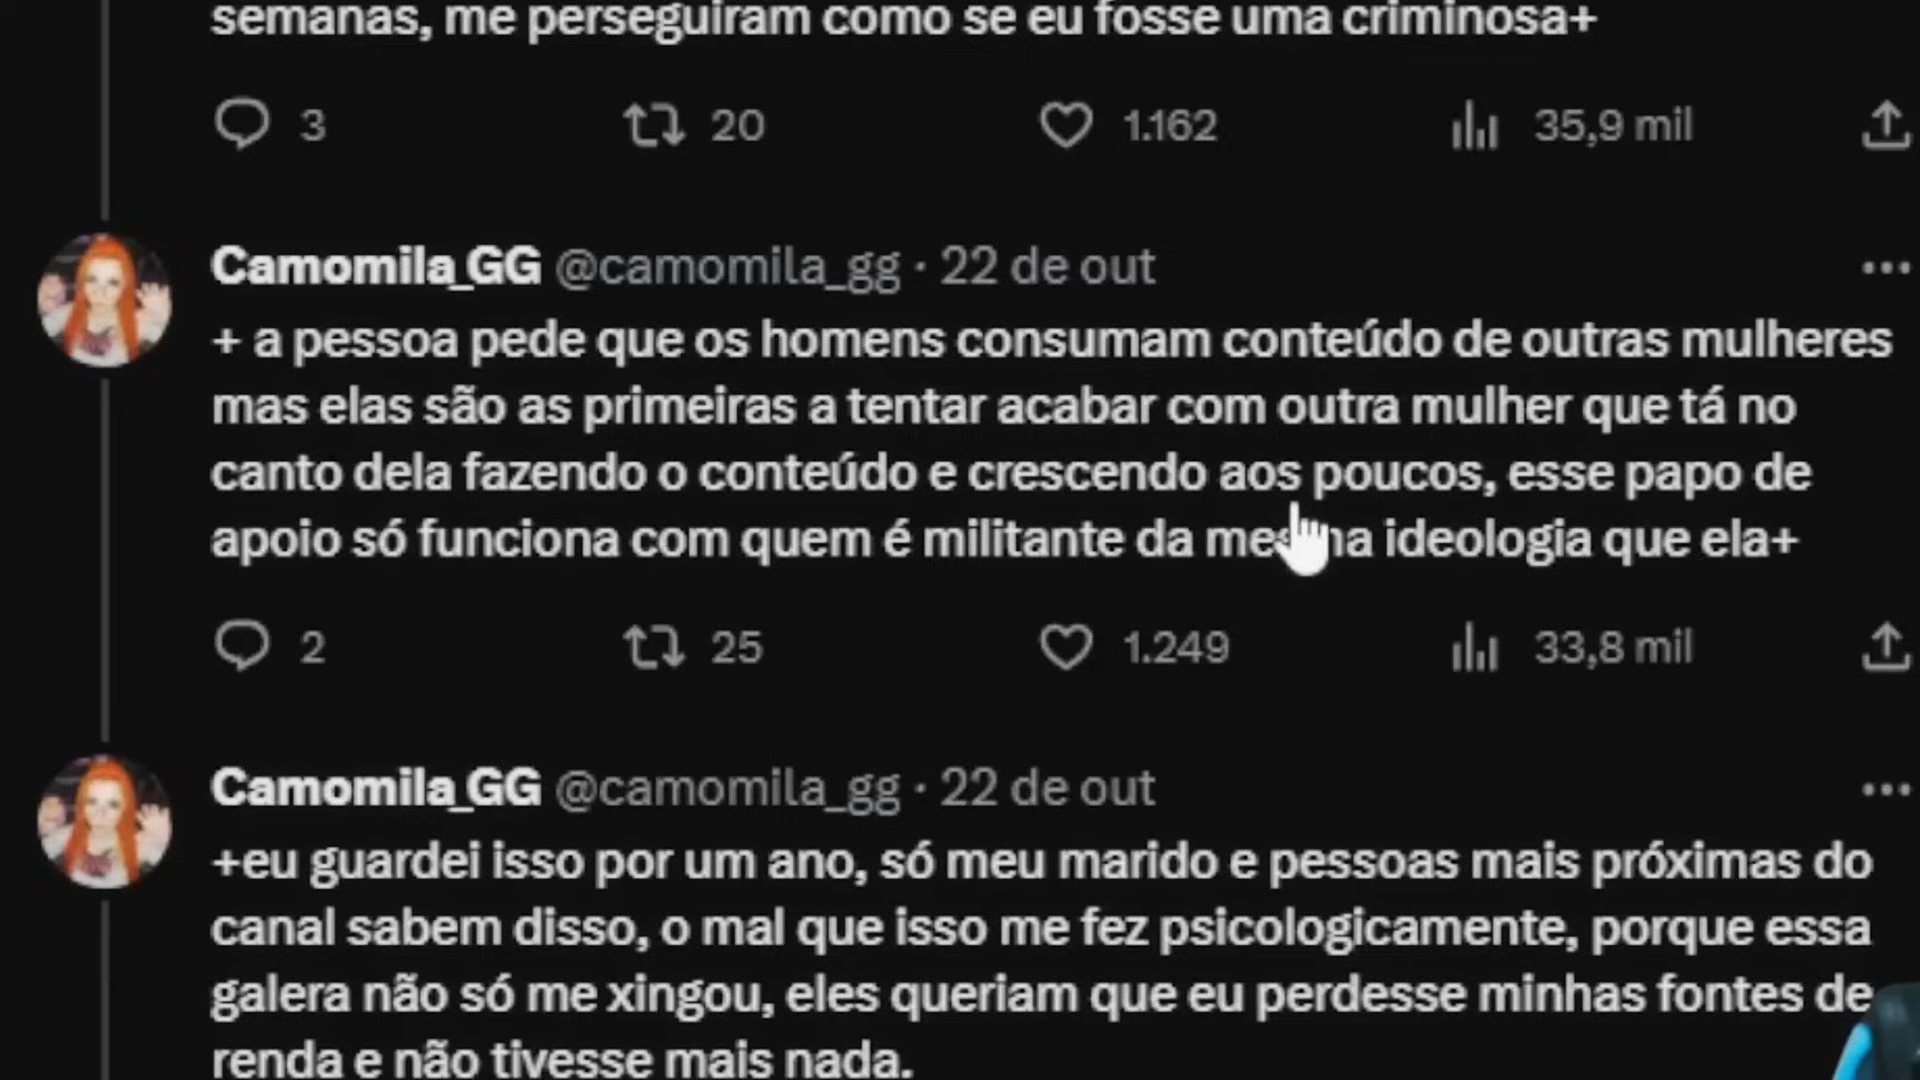 semanas, me perseguiram como se eu fosse uma criminosa+
3 20 1.162 35,9 mil
Camomila_GG @camomila_gg · 22 de out
+ a pessoa pede que os homens consumam conteúdo de outras mulheres
mas elas são as primeiras a tentar acabar com outra mulher que tá no
canto dela fazendo o conteúdo e crescendo aos poucos, esse papo de
apoio só funciona com quem é militante da mesma ideologia que ela+
2 25 1.249 33,8 mil
Camomila_GG @camomila_gg · 22 de out
+eu guardei isso por um ano, só meu marido e pessoas mais próximas do
canal sabem disso, o mal que isso me fez psicologicamente, porque essa
galera não só me xingou, eles queriam que eu perdesse minhas fontes de
renda e não tivesse mais nada.